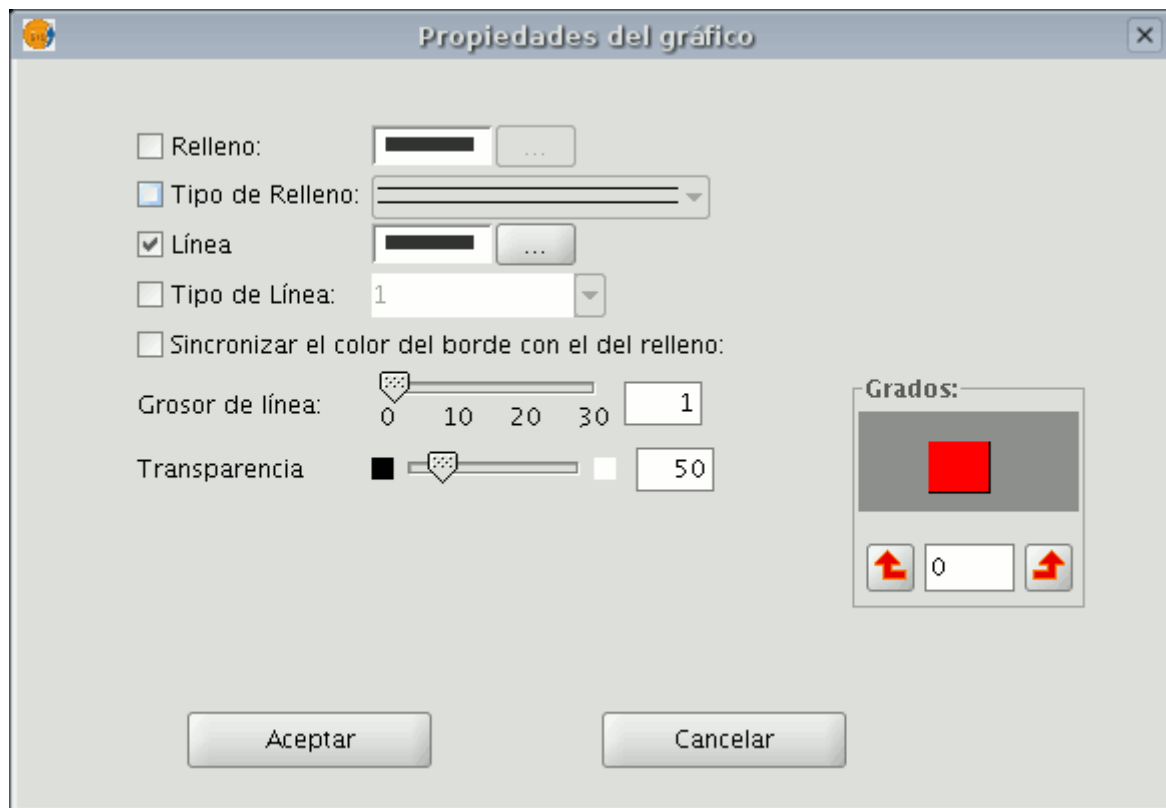 Propiedades del gráfico
Relleno:
...
Tipo de Relleno:
Línea
...
Tipo de Línea:
1
Sincronizar el color del borde con el del relleno:
Grosor de línea:
0 10 20 30
1
Transparencia
50
Grados:
0
Aceptar
Cancelar